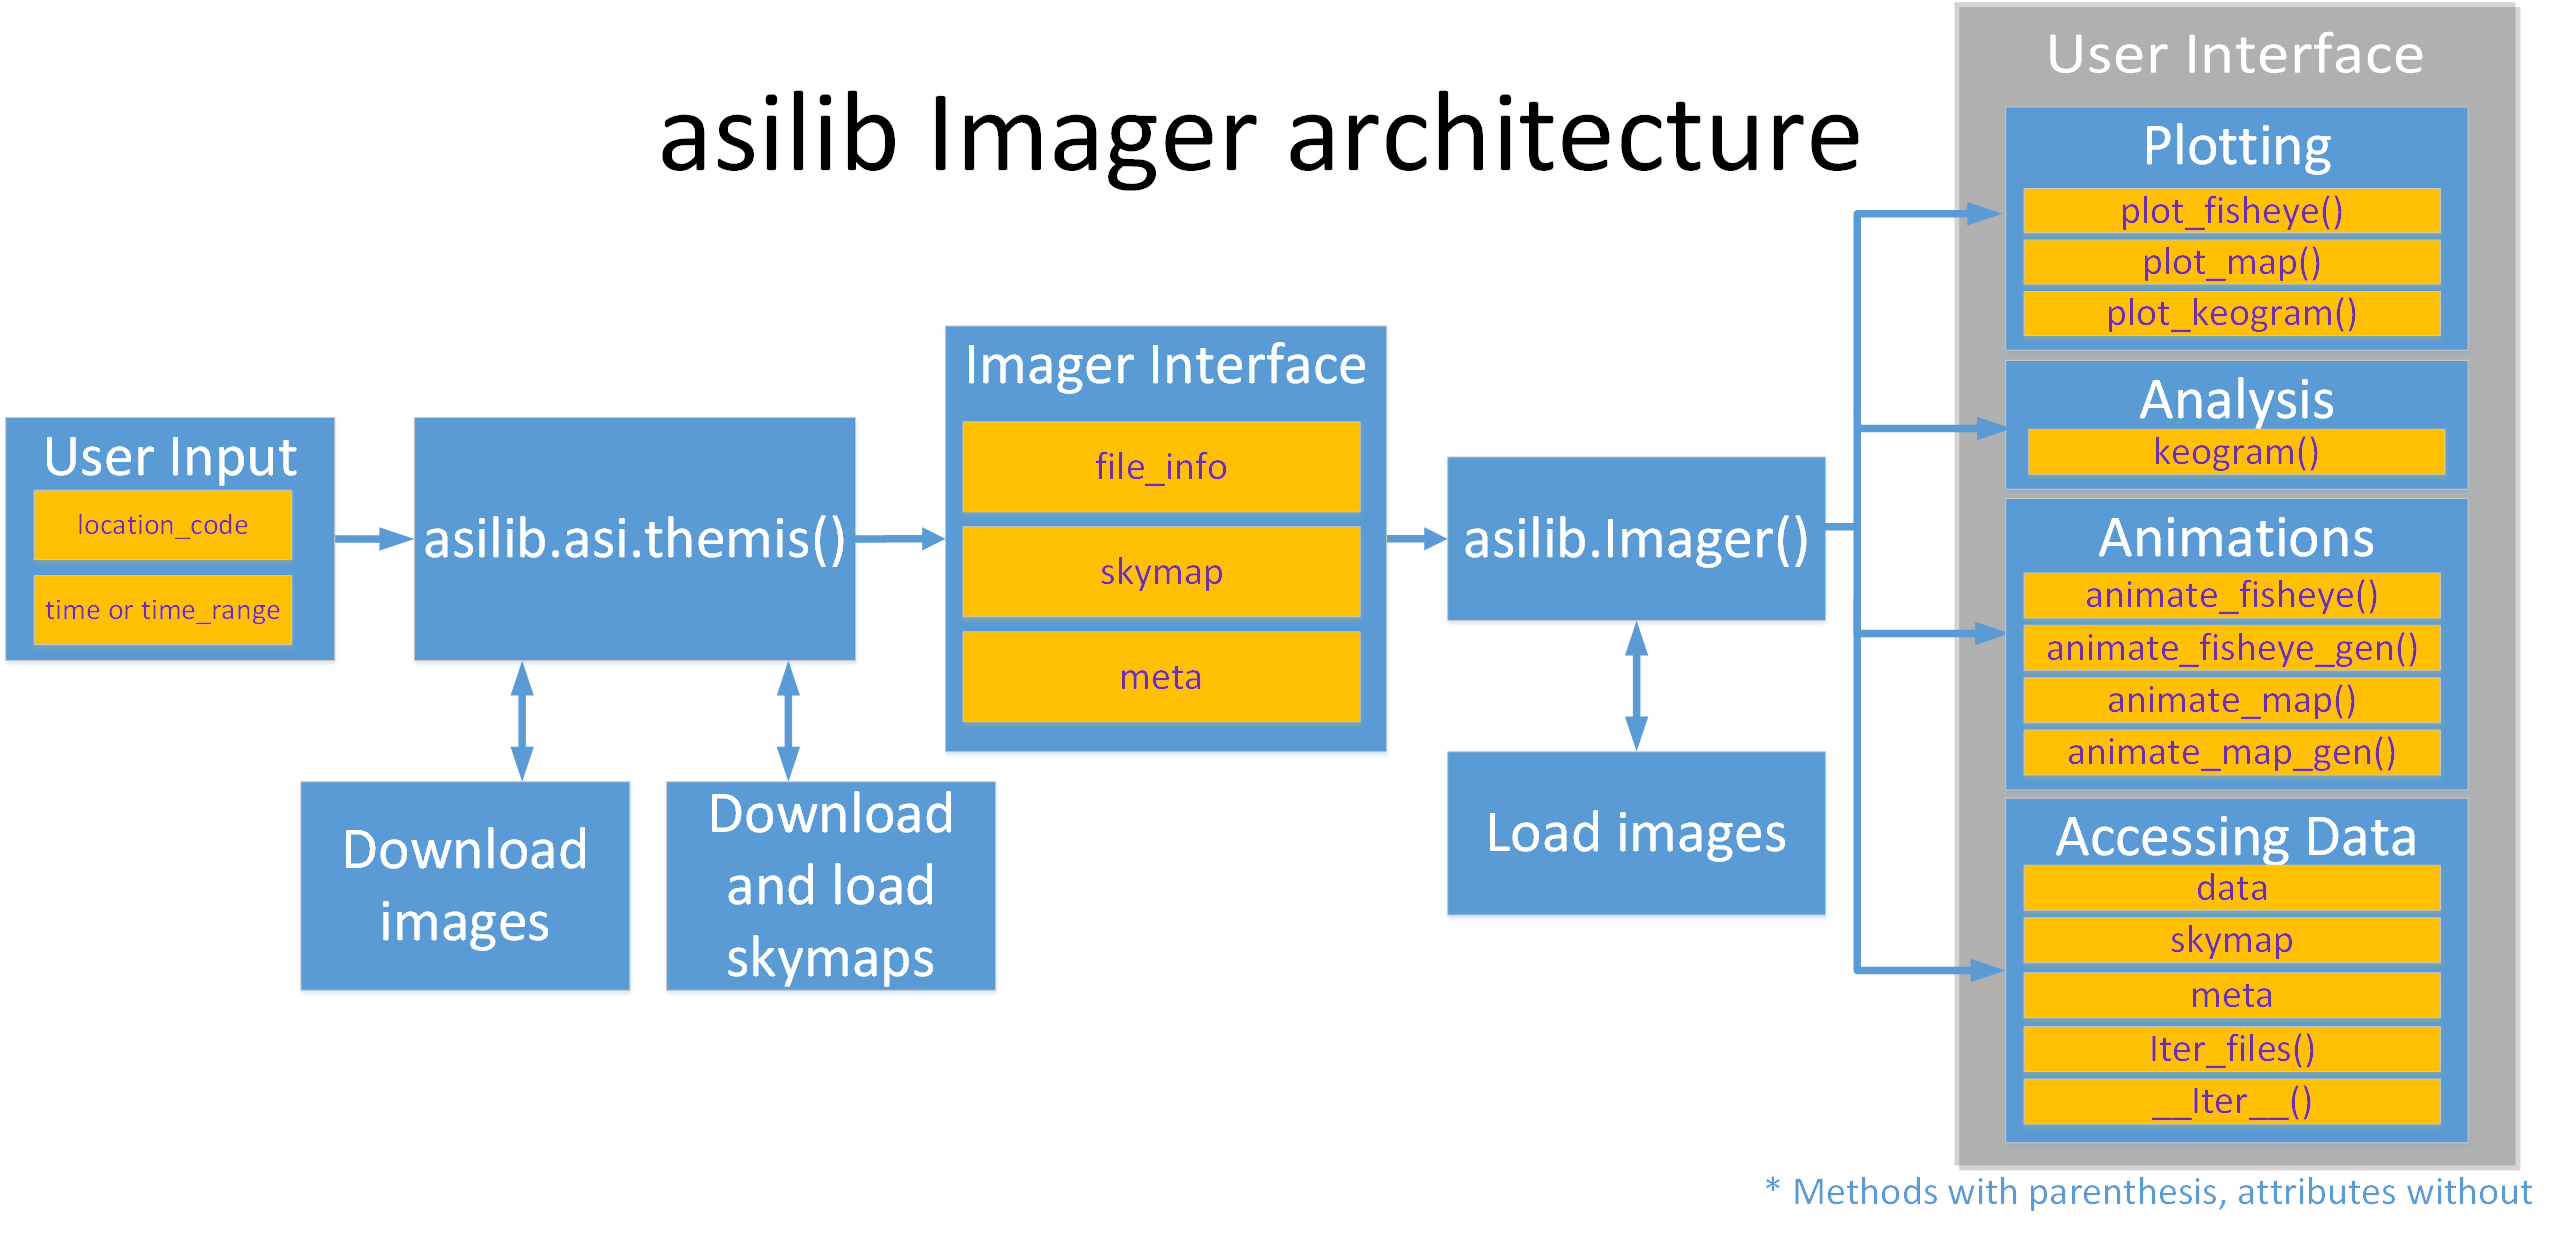 asilib Imager architecture
User Input
location_code
time or time_range
asilib.asi.themis()
Download
images
Download
and load
skymaps
Imager Interface
file_info
skymap
meta
asilib.Imager()
Load images
User Interface
Plotting
plot_fisheye()
plot_map()
plot_keogram()
Analysis
keogram()
Animations
animate_fisheye()
animate_fisheye_gen()
animate_map()
animate_map_gen()
Accessing Data
data
skymap
meta
Iter_files()
__Iter__()
* Methods with parenthesis, attributes without